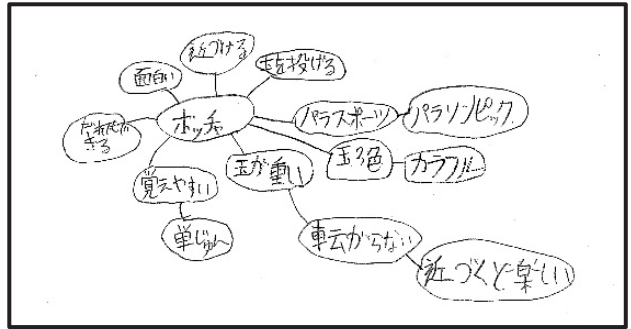 近づける
面白い
玉を投げる
だれでもで
きる
ボッチャ
パラスポーツ
パラリンピック
玉3色
カラフル
覚えやすい
玉が重い
単じゅん
転がらない
近づくと楽しい